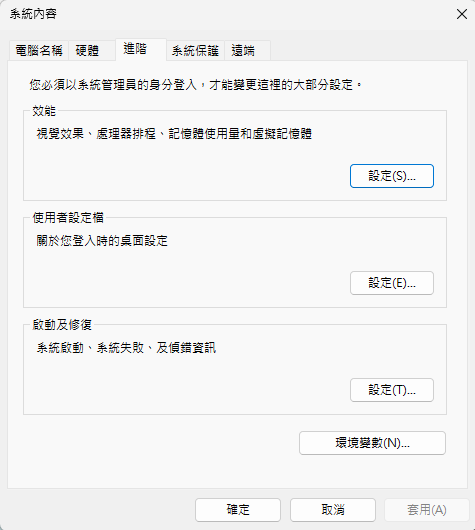 系統內容
電腦名稱 硬體 進階 系統保護 遠端
您必須以系統管理員的身分登入，才能變更這裡的大部分設定。
效能
視覺效果、處理器排程、記憶體使用量和虛擬記憶體
設定(S)...
使用者設定檔
關於您登入時的桌面設定
設定(E)...
啟動及修復
系統啟動、系統失敗、及偵錯資訊
設定(T)...
環境變數(N)...
確定 取消 套用(A)